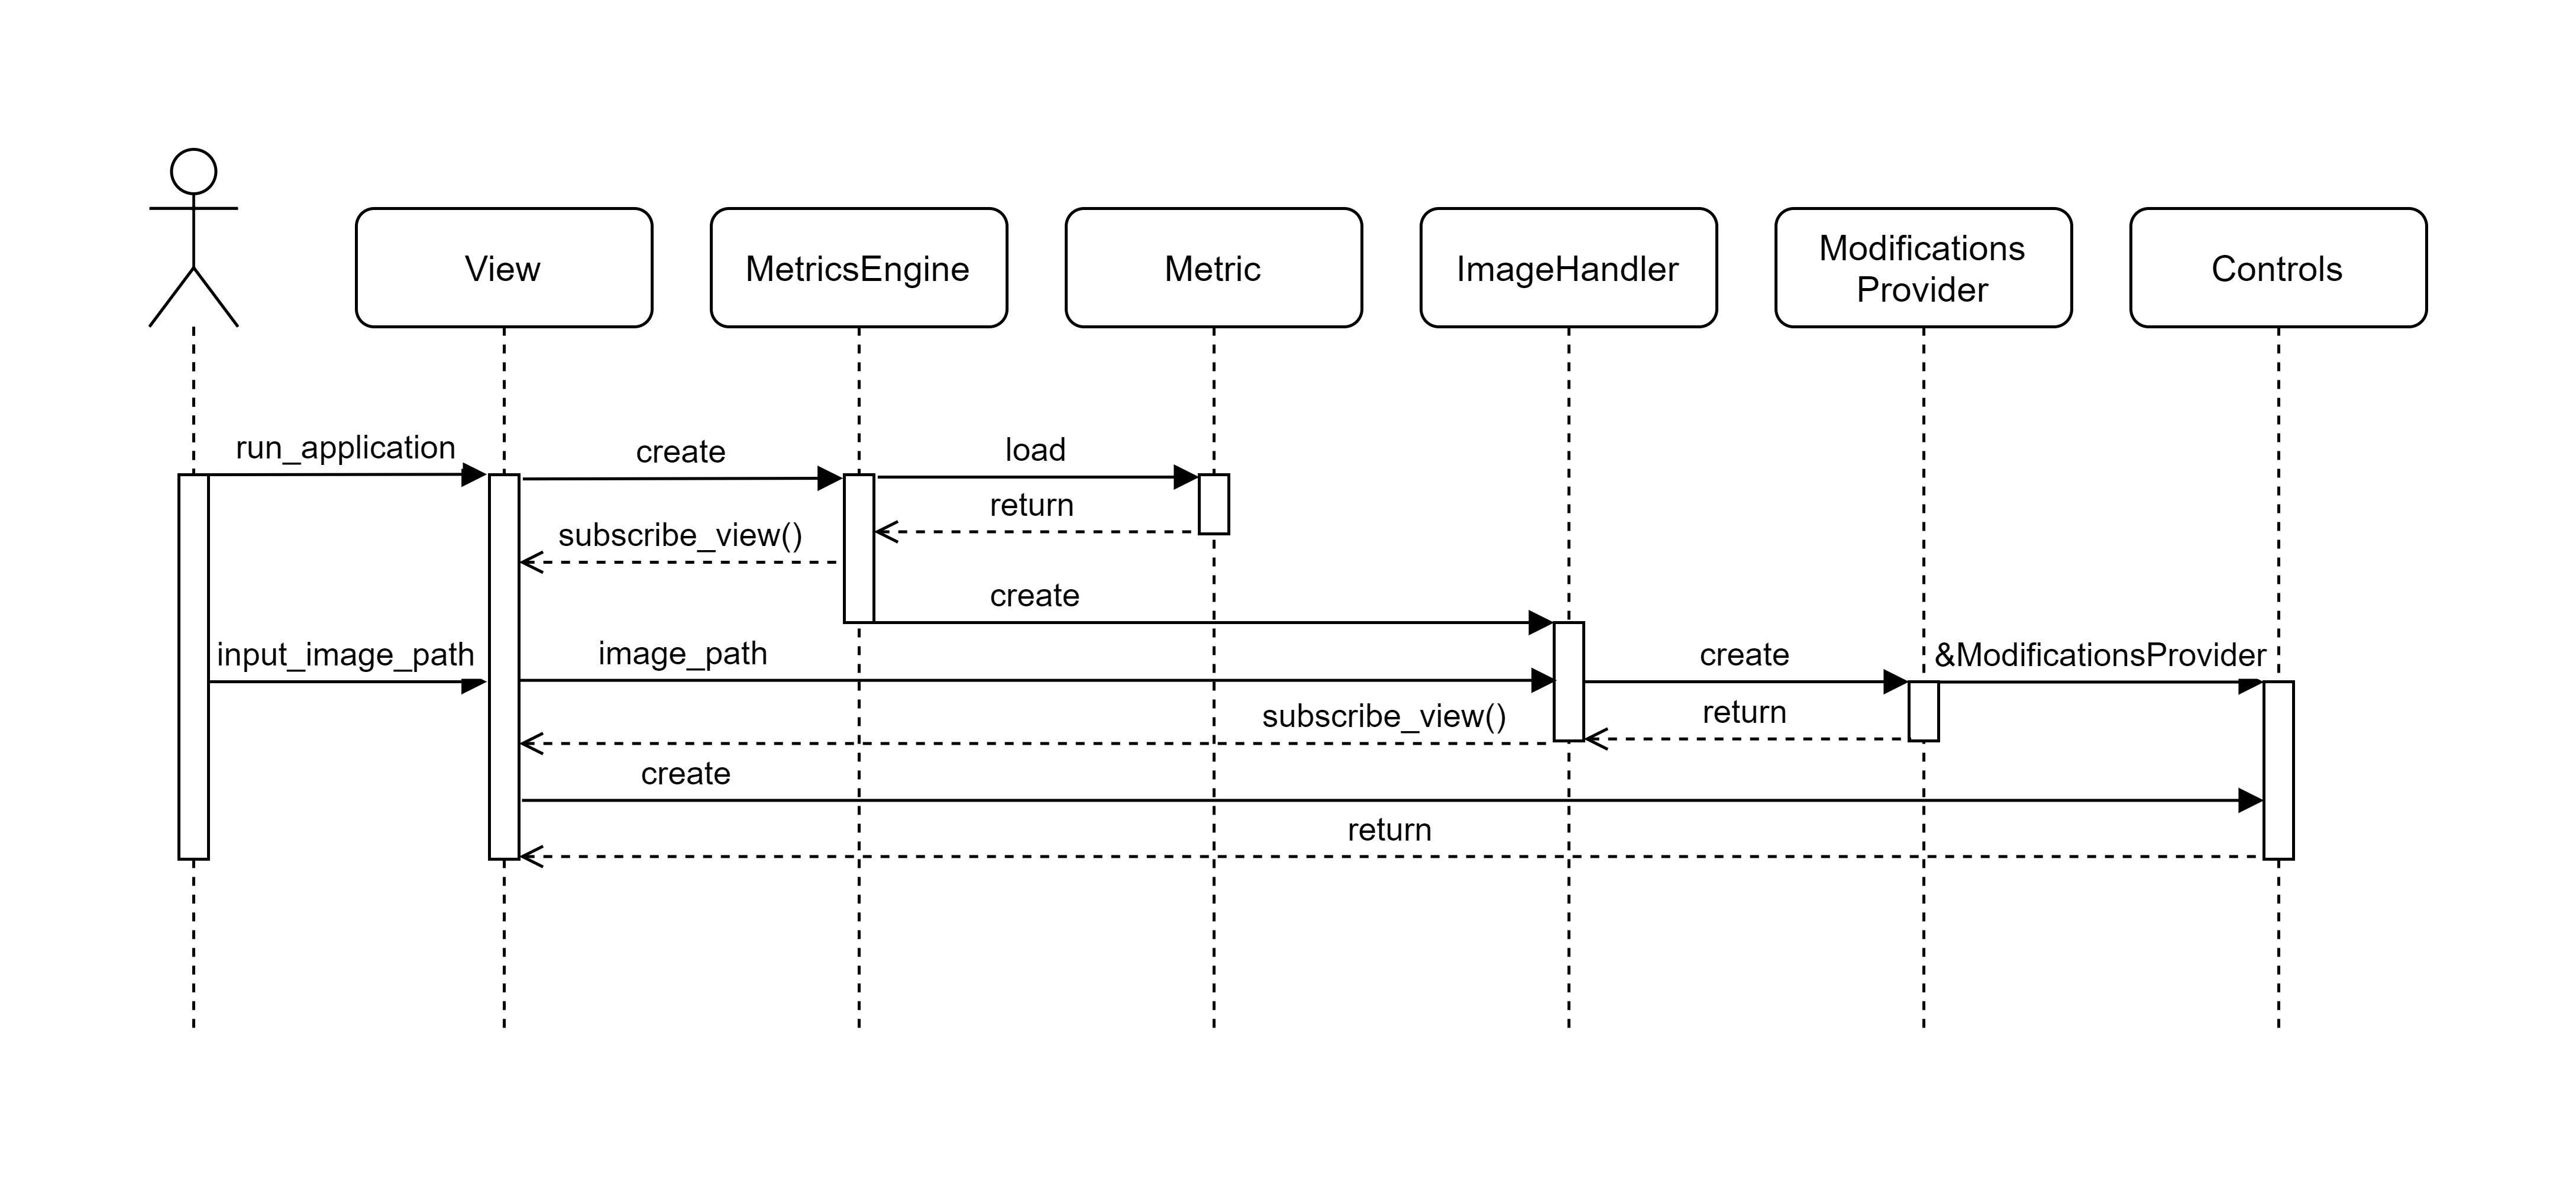 View
MetricsEngine
Metric
ImageHandler
Modifications
Provider
Controls
run_application
create
load
return
subscribe_view()
create
input_image_path
image_path
create
&ModificationsProvider
subscribe_view()
return
create
return